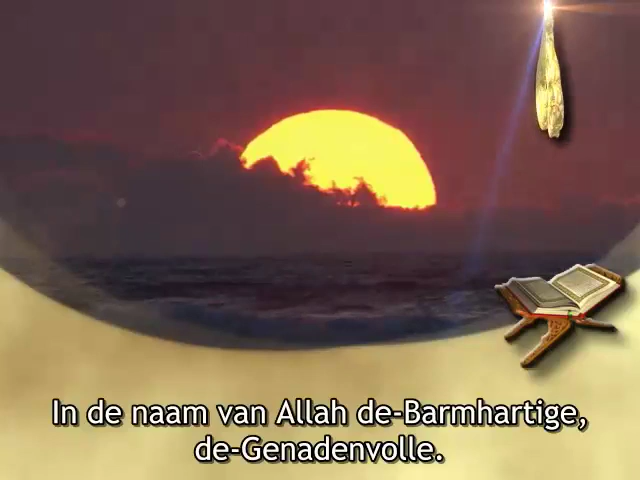 In de naam van Allah de-Barmhartige,
de-Genadenvolle.